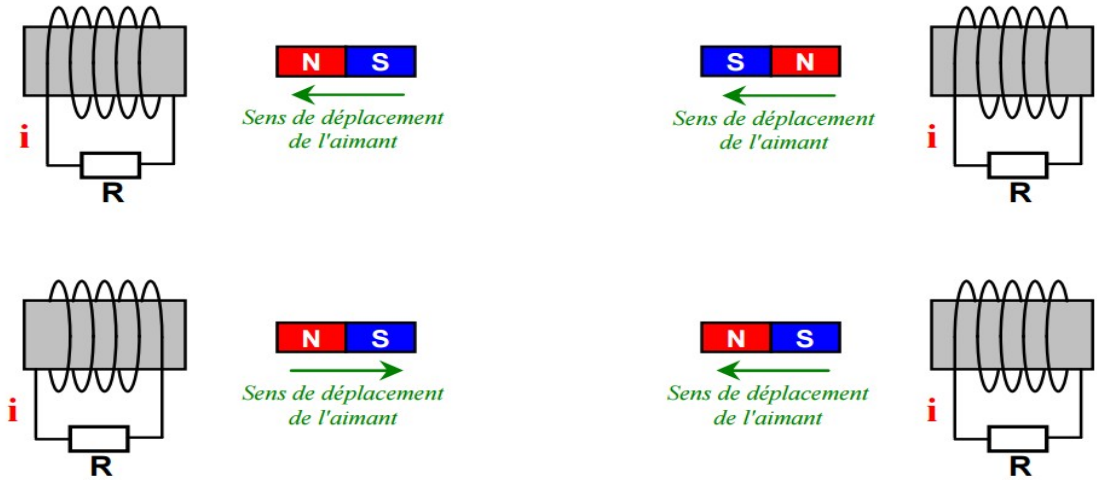 N S
Sens de déplacement
de l'aimant
i
R
S N
Sens de déplacement
de l'aimant
i
R
N S
Sens de déplacement
de l'aimant
i
R
N S
Sens de déplacement
de l'aimant
i
R